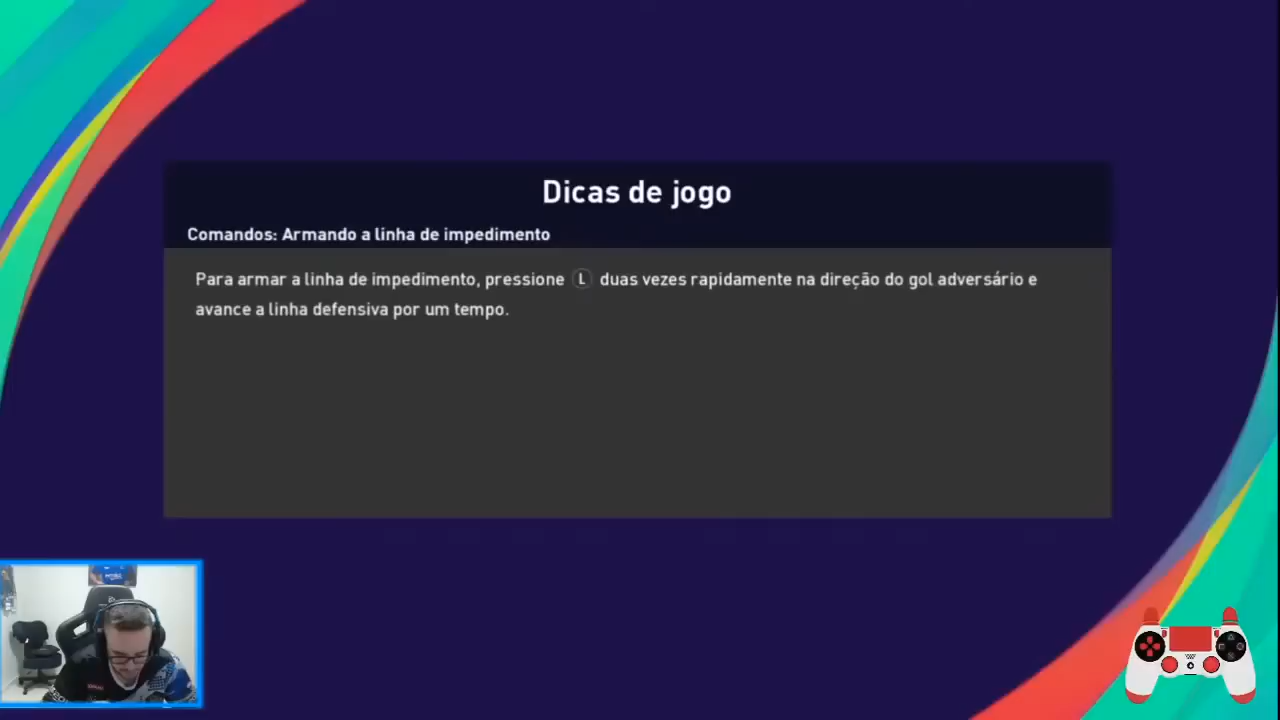 Dicas de jogo
Comandos: Armando a linha de impedimento
Para armar a linha de impedimento, pressione L duas vezes rapidamente na direção do gol adversário e
avance a linha defensiva por um tempo.